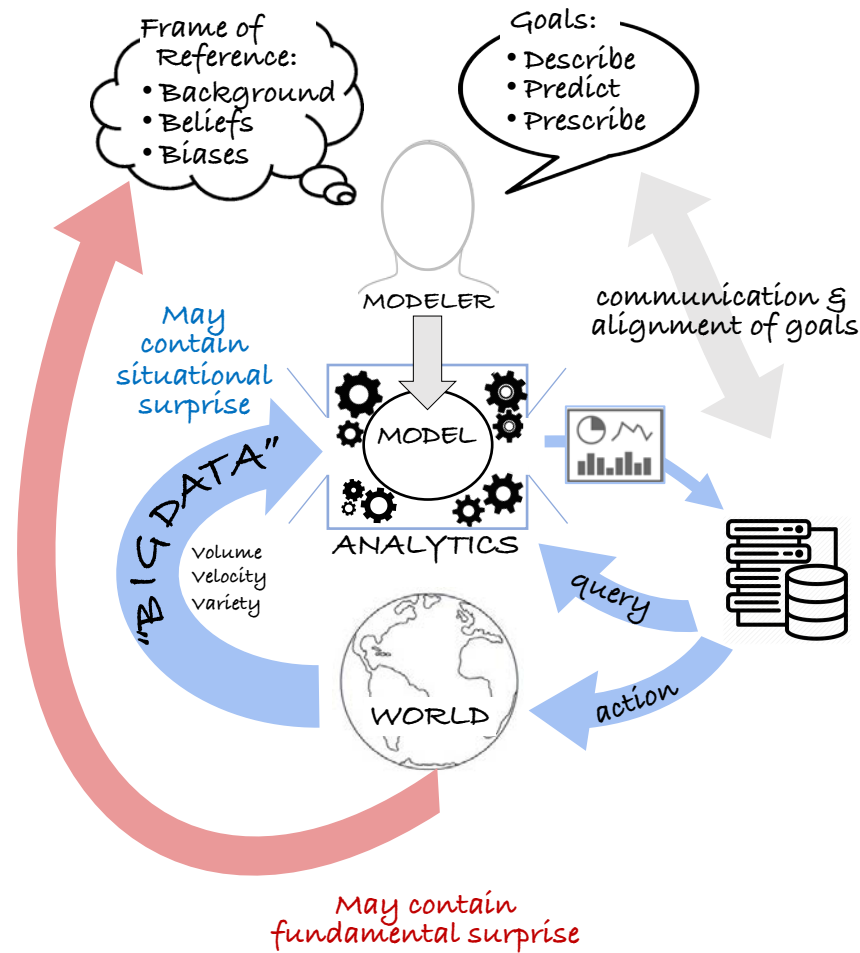 Frame of
Reference:
• Background
• Beliefs
• Biases
Goals:
• Describe
• Predict
• Prescribe
MODELER
communication &
alignment of goals
May
contain
situational
surprise
MODEL
"BIG DATA"
Volume
Velocity
Variety
ANALYTICS
query
action
WORLD
May contain
fundamental surprise